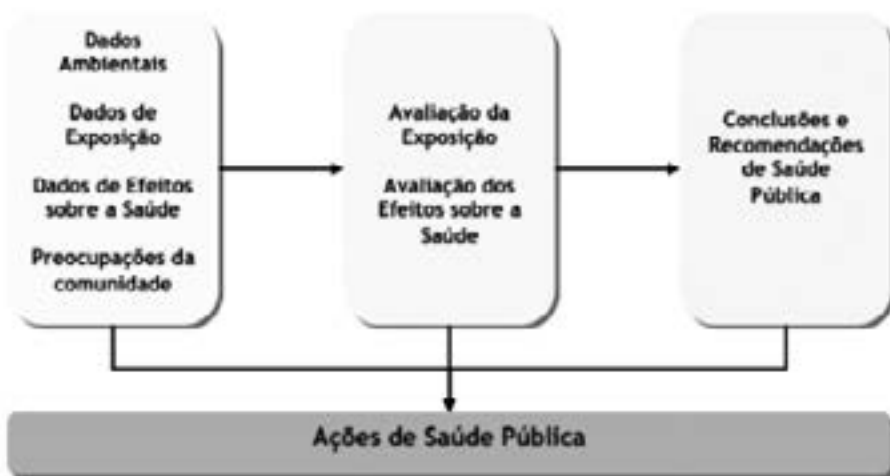 Dados
Ambientais
Dados de
Exposição
Dados de Efeitos
sobre a Saúde
Preocupações da
comunidade
Avaliação da
Exposição
Avaliação dos
Efeitos sobre a
Saúde
Conclusões e
Recomendações
de Saúde
Pública
Ações de Saúde Pública